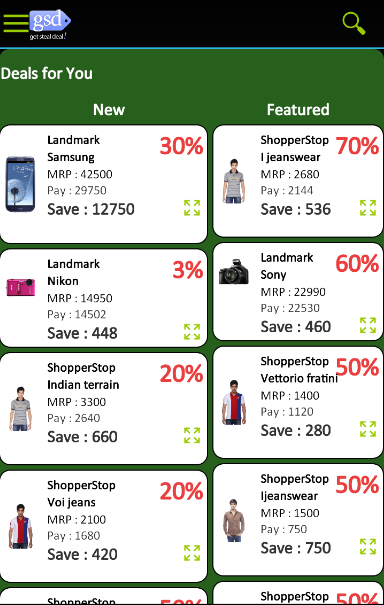 gsd
get steal deal!
Deals for You
New
Landmark
Samsung
30%
MRP : 42500
Pay : 29750
Save : 12750
Landmark
Nikon
3%
MRP : 14950
Pay : 14502
Save : 448
ShopperStop
Indian terrain
20%
MRP : 3300
Pay : 2640
Save : 660
ShopperStop
Voi jeans
20%
MRP : 2100
Pay : 1680
Save : 420
ShopperStop
50%
Featured
ShopperStop
I jeanswear
70%
MRP : 2680
Pay : 2144
Save : 536
Landmark
Sony
60%
MRP : 22990
Pay : 22530
Save : 460
ShopperStop
Vettorio fratini
50%
MRP : 1400
Pay : 1120
Save : 280
ShopperStop
Ijeanswear
50%
MRP : 1500
Pay : 750
Save : 750
ShopperStop
50%